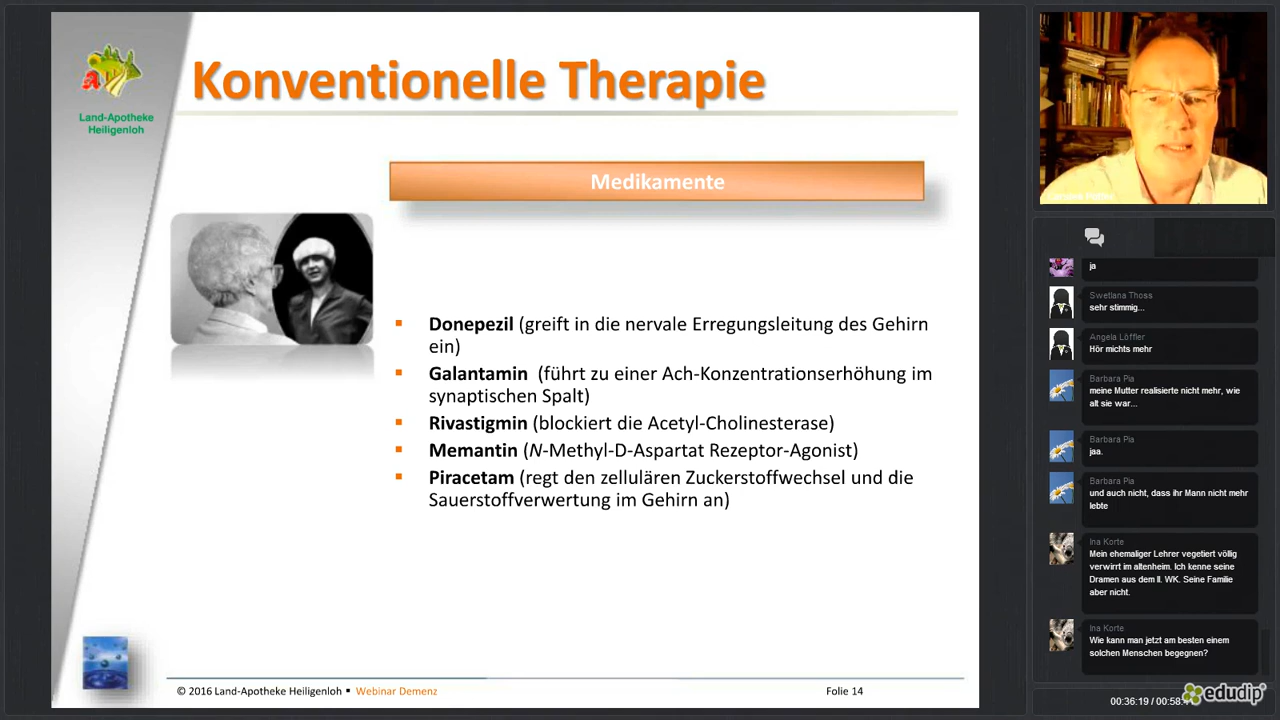 Konventionelle Therapie
Land-Apotheke
Heiligenloh
Medikamente
Donepezil (greift in die nervale Erregungsleitung des Gehirn
ein)
Galantamin (führt zu einer Ach-Konzentrationserhöhung im
synaptischen Spalt)
Rivastigmin (blockiert die Acetyl-Cholinesterase)
Memantin (N-Methyl-D-Aspartat Rezeptor-Agonist)
Piracetam (regt den zellulären Zuckerstoffwechsel und die
Sauerstoffverwertung im Gehirn an)
© 2016 Land-Apotheke Heiligenloh ▪ Webinar Demenz
Folie 14
ja
Swetlana Thoss
sehr stimmig...
Angela Löffler
Hör michts mehr
Barbara Pia
meine Mutter realisierte nicht mehr, wie
alt sie war...
Barbara Pia
jaa.
Barbara Pia
und auch nicht, dass ihr Mann nicht mehr
lebte
Ina Korte
Mein ehemaliger Lehrer vegetiert völlig
verwirrt im altenheim. Ich kenne seine
Dramen aus dem II. WK. Seine Familie
aber nicht.
Ina Korte
Wie kann man jetzt am besten einem
solchen Menschen begegnen?
00:36:19 / 00:58:
edudip